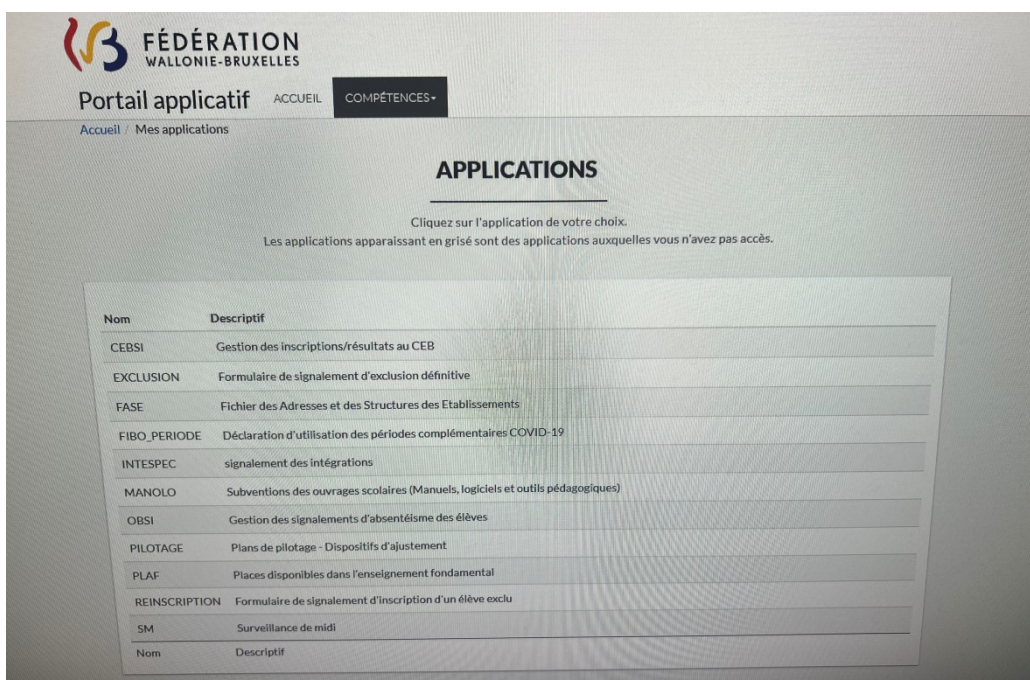 FÉDÉRATION
WALLONIE-BRUXELLES
Portail applicatif ACCUEIL COMPÉTENCES
Accueil / Mes applications
APPLICATIONS
Cliquez sur l'application de votre choix.
Les applications apparaissant en grisé sont des applications auxquelles vous n'avez pas accès.
Nom Descriptif
CEBSI Gestion des inscriptions/résultats au CEB
EXCLUSION Formulaire de signalement d'exclusion définitive
FASE Fichier des Adresses et des Structures des Etablissements
FIBO_PERIODE Déclaration d'utilisation des périodes complémentaires COVID-19
INTESPEC signalement des intégrations
MANOLO Subventions des ouvrages scolaires (Manuels, logiciels et outils pédagogiques)
OBSI Gestion des signalements d'absentéisme des élèves
PILOTAGE Plans de pilotage - Dispositifs d'ajustement
PLAF Places disponibles dans l'enseignement fondamental
REINSCRIPTION Formulaire de signalement d'inscription d'un élève exclu
SM Surveillance de midi
Nom Descriptif